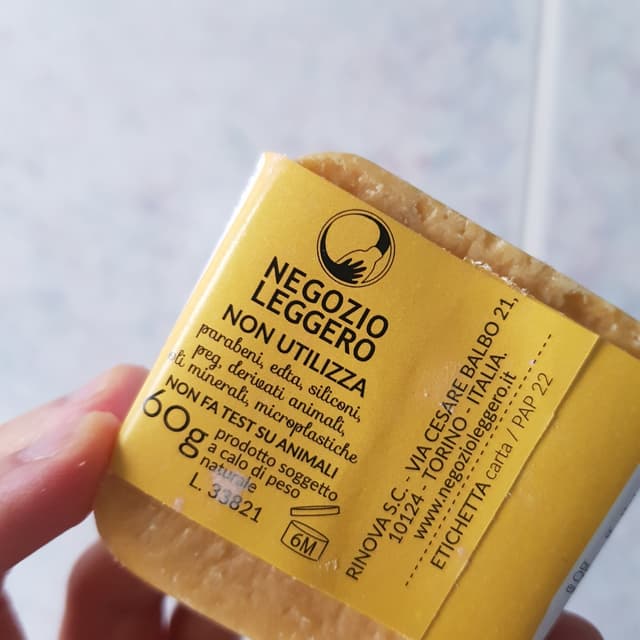 NEGOZIO
LEGGERO
NON UTILIZZA
parabeni, edta, siliconi,
peg, derivati animali,
oli minerali, microplastiche
NON FA TEST SU ANIMALI
60g prodotto soggetto
a calo di peso
naturale
L. 33821
6M
RINOVA S.C. - VIA CESARE BALBO 21,
10124 - TORINO - ITALIA.
www.negozioleggero.it
ETICHETTA carta / PAP 22